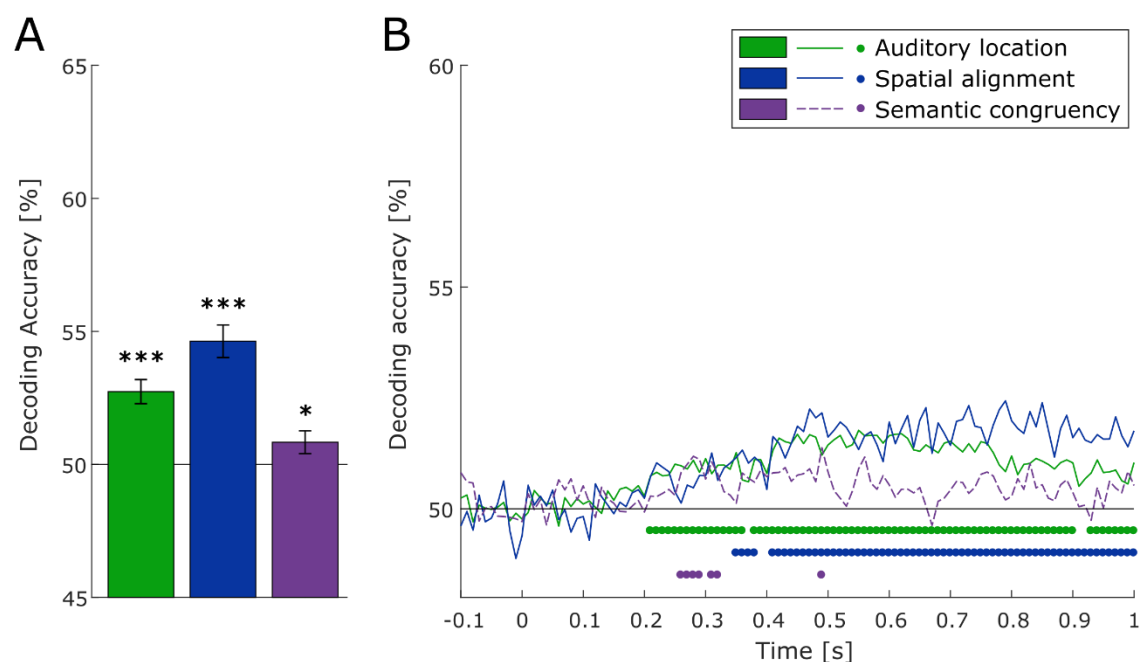 A
Decoding Accuracy [%]
65
60
55
50
45
***
***
*
B
Auditory location
Spatial alignment
Semantic congruency
Decoding accuracy [%]
60
55
50
-0.1 0 0.1 0.2 0.3 0.4 0.5 0.6 0.7 0.8 0.9 1
Time [s]